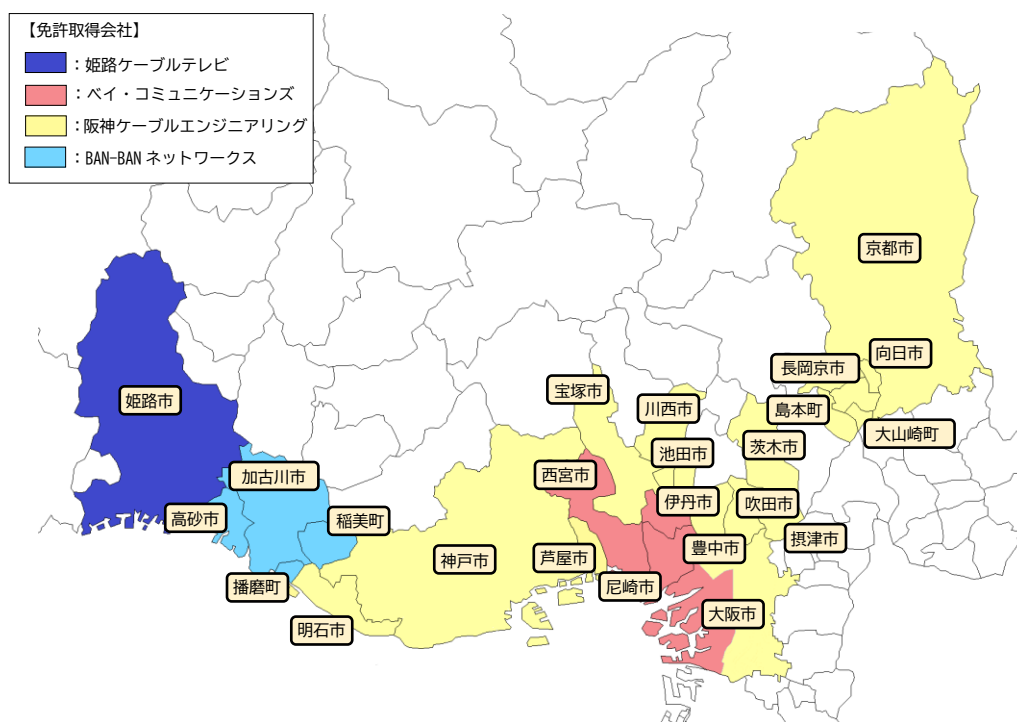 【免許取得会社】
：姫路ケーブルテレビ
：ベイ・コミュニケーションズ
：阪神ケーブルエンジニアリング
：BAN-BAN ネットワークス
京都市
向日市
長岡京市
宝塚市
姫路市
川西市
島本町
大山崎町
茨木市
池田市
西宮市
加古川市
伊丹市
吹田市
高砂市
稲美町
摂津市
豊中市
芦屋市
神戸市
播磨町
尼崎市
大阪市
明石市